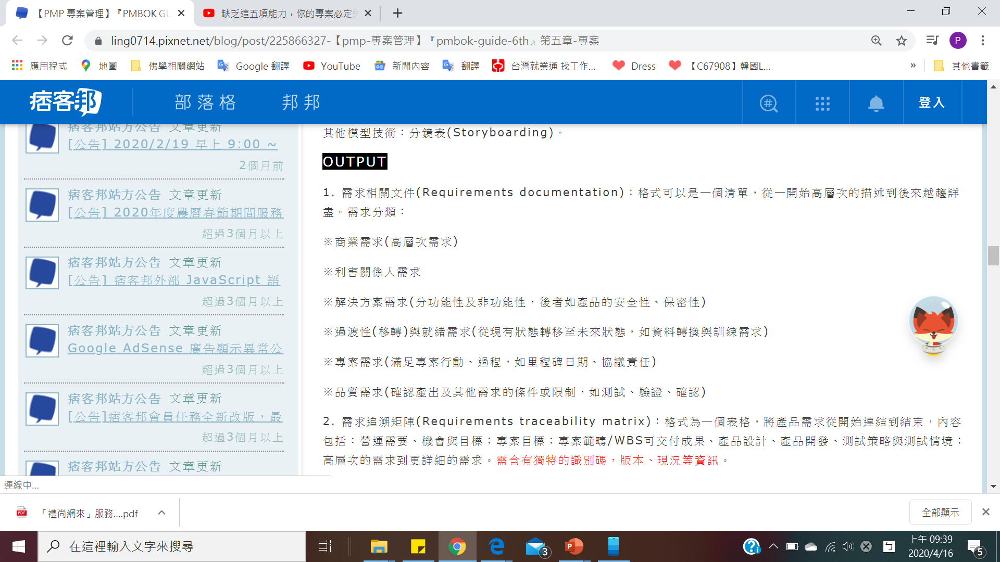 【PMP 專案管理】『PMBOK GU
缺乏這五項能力，你的專案必定失
ling0714.pixnet.net/blog/post/225866327-【pmp-專案管理】『pmbok-guide-6th』第五章-專案
P
應用程式
地圖
佛學相關網站
Google 翻譯
YouTube
新聞內容
翻譯
台灣就業通 找工作...
Dress
【C67908】韓國L...
»
其他書籤
痞客邦
部落格
邦邦
登入
痞客邦站方公告 文章更新
[公告] 2020/2/19 早上 9:00 ~
2個月前
痞客邦站方公告 文章更新
[公告] 2020年度農曆春節期間服務
超過3個月以上
痞客邦站方公告 文章更新
[公告] 痞客邦外部 JavaScript 語
超過3個月以上
痞客邦站方公告 文章更新
Google AdSense 廣告顯示異常公
超過3個月以上
痞客邦站方公告 文章更新
[公告]痞客邦會員任務全新改版，最
超過3個月以上
痞客邦站方公告 文章更新
其他模型技術：分鏡表(Storyboarding)。
OUTPUT
1. 需求相關文件(Requirements documentation)：格式可以是一個清單，從一開始高層次的描述到後來越趨詳
盡。需求分類：
※商業需求(高層次需求)
※利害關係人需求
※解決方案需求(分功能性及非功能性，後者如產品的安全性、保密性)
※過渡性(移轉)與就緒需求(從現有狀態轉移至未來狀態，如資料轉換與訓練需求)
※專案需求(滿足專案行動、過程，如里程碑日期、協議責任)
※品質需求(確認產出及其他需求的條件或限制，如測試、驗證、確認)
2. 需求追溯矩陣(Requirements traceability matrix)：格式為一個表格，將產品需求從開始連結到結束，內容
包括：營運需要、機會與目標；專案目標；專案範疇/WBS可交付成果、產品設計、產品開發、測試策略與測試情境；
高層次的需求到更詳細的需求。需含有獨特的識別碼，版本、現況等資訊。
連線中...
「禮尚網來」服務....pdf
全部顯示
在這裡輸入文字來搜尋
3
上午 09:39
2020/4/16
5